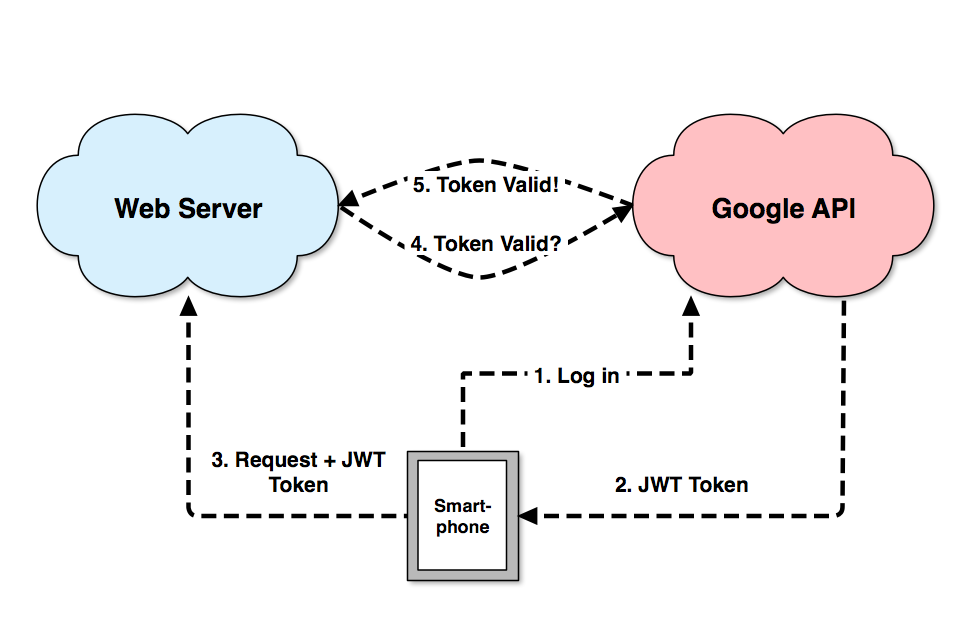 5. Token Valid!
Web Server
Google API
4. Token Valid?
1. Log in
3. Request + JWT
Token
2. JWT Token
Smart-
phone